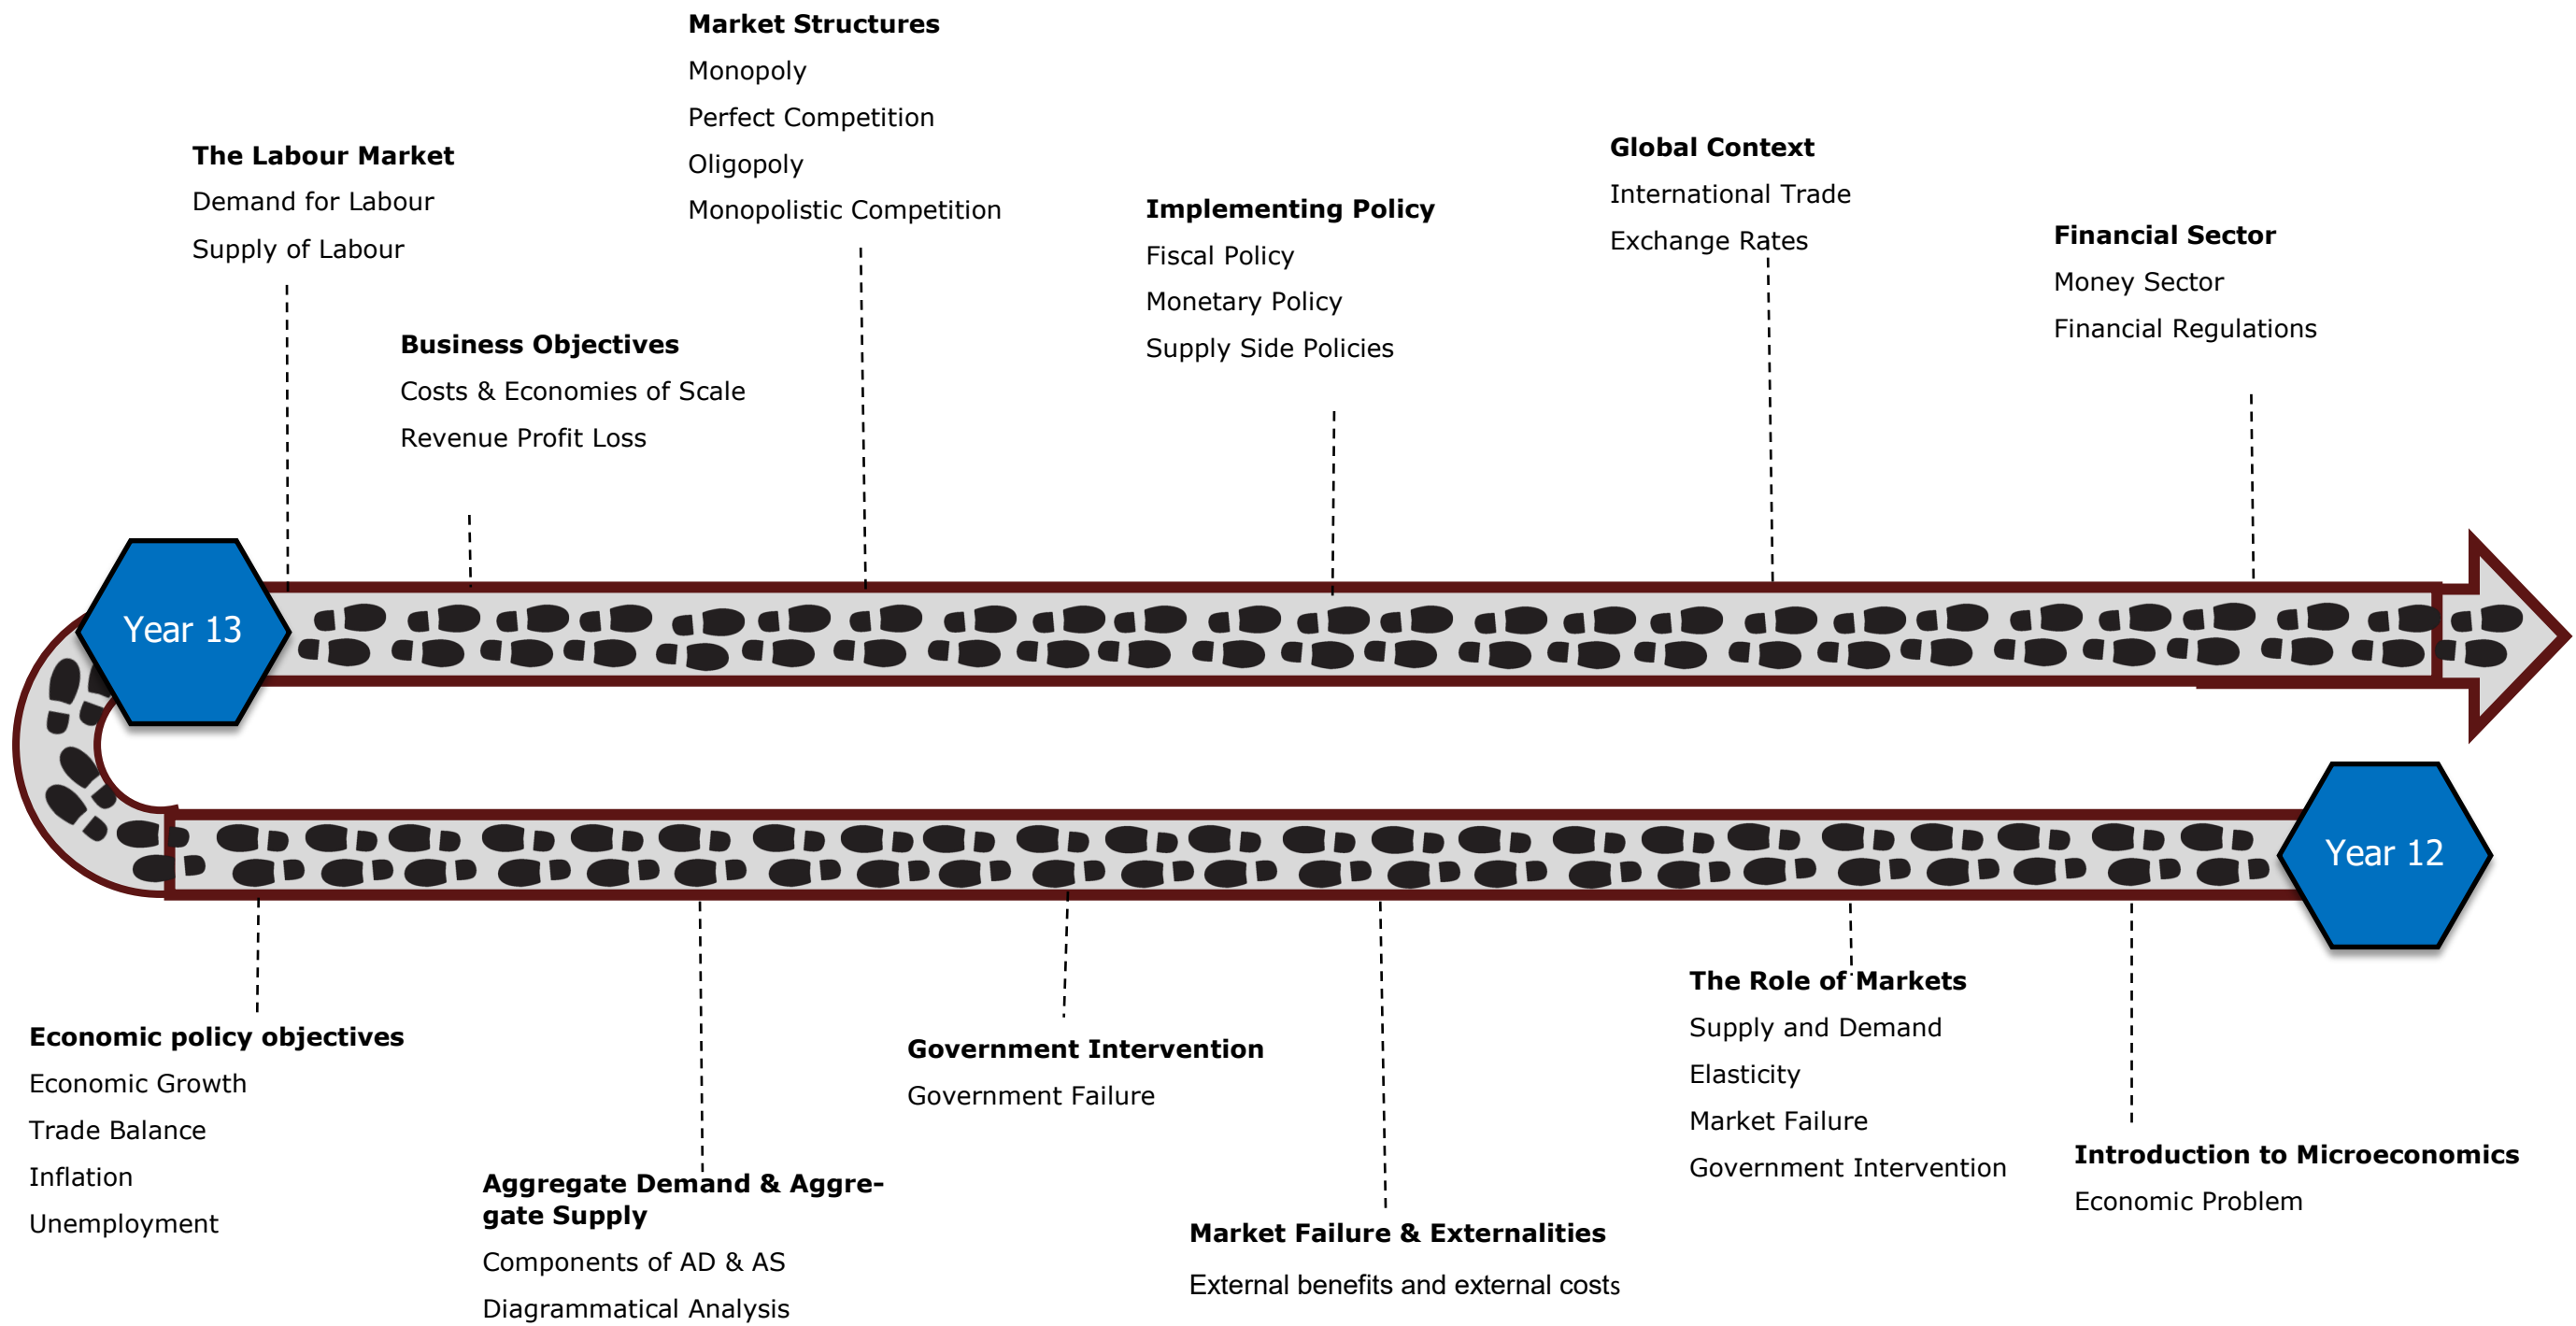 Market Structures
Monopoly
Perfect Competition
Oligopoly
Monopolistic Competition
The Labour Market
Demand for Labour
Supply of Labour
Business Objectives
Costs & Economies of Scale
Revenue Profit Loss
Implementing Policy
Fiscal Policy
Monetary Policy
Supply Side Policies
Global Context
International Trade
Exchange Rates
Financial Sector
Money Sector
Financial Regulations
Year 13
Year 12
Economic policy objectives
Economic Growth
Trade Balance
Inflation
Unemployment
Aggregate Demand & Aggre-
gate Supply
Components of AD & AS
Diagrammatical Analysis
Government Intervention
Government Failure
Market Failure & Externalities
External benefits and external costs
The Role of Markets
Supply and Demand
Elasticity
Market Failure
Government Intervention
Introduction to Microeconomics
Economic Problem